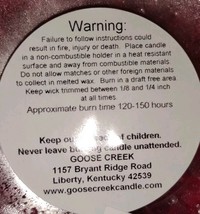 Warning:
Failure to follow instructions could
result in fire, injury or death. Place candle
in a non-combustible holder in a heat resistant
surface and away from combustible materials.
Do not allow matches or other foreign materials
to collect in melted wax. Burn in a draft free area
Keep wick trimmed between 1/8 and 1/4 inch
at all times
Approximate burn time 120-150 hours
Keep out of reach of children.
Never leave burning candle unattended.
GOOSE CREEK
1157 Bryant Ridge Road
Liberty, Kentucky 42539
www.goosecreekcandle.com